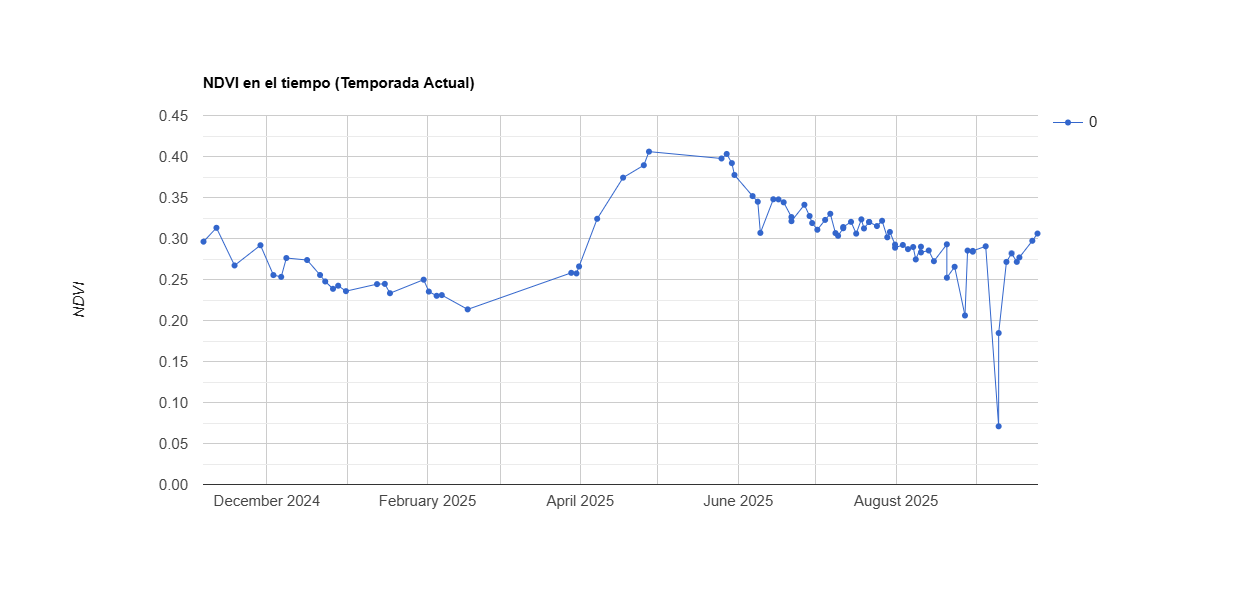 NDVI en el tiempo (Temporada Actual)
0.45
0.40
0.35
0.30
0.25
0.20
0.15
0.10
0.05
0.00
NDVI
December 2024
February 2025
April 2025
June 2025
August 2025
0